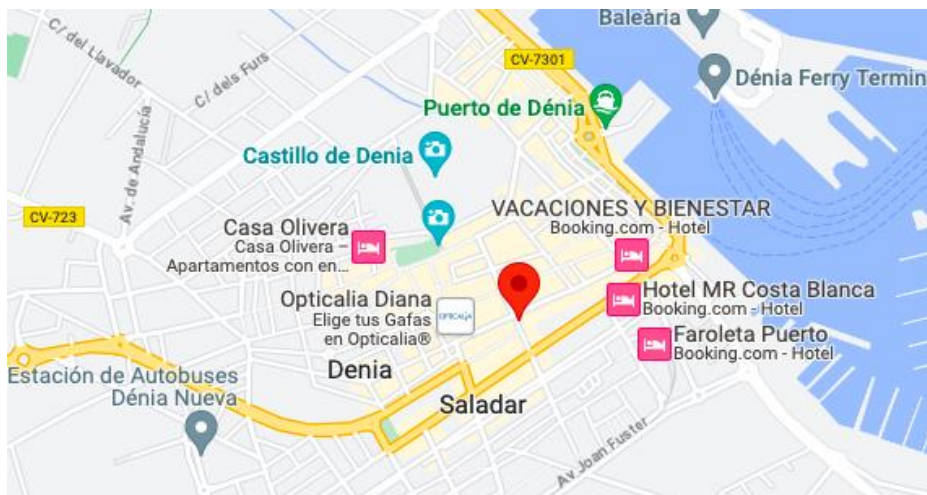 Baleària
C/ del Llavador
C/ dels Furs
CV-7301
Dénia Ferry Termin
Puerto de Dénia
Av. de Andalucía
Castillo de Denia
CV-723
Casa Olivera
Casa Olivera –
Apartamentos con en...
VACACIONES Y BIENESTAR
Booking.com - Hotel
Hotel MR Costa Blanca
Booking.com - Hotel
Opticalia Diana
Elige tus Gafas
en Opticalia®
OPTICALIA
Faroleta Puerto
Booking.com - Hotel
Denia
Estación de Autobuses
Dénia Nueva
Saladar
Av Joan Fuster